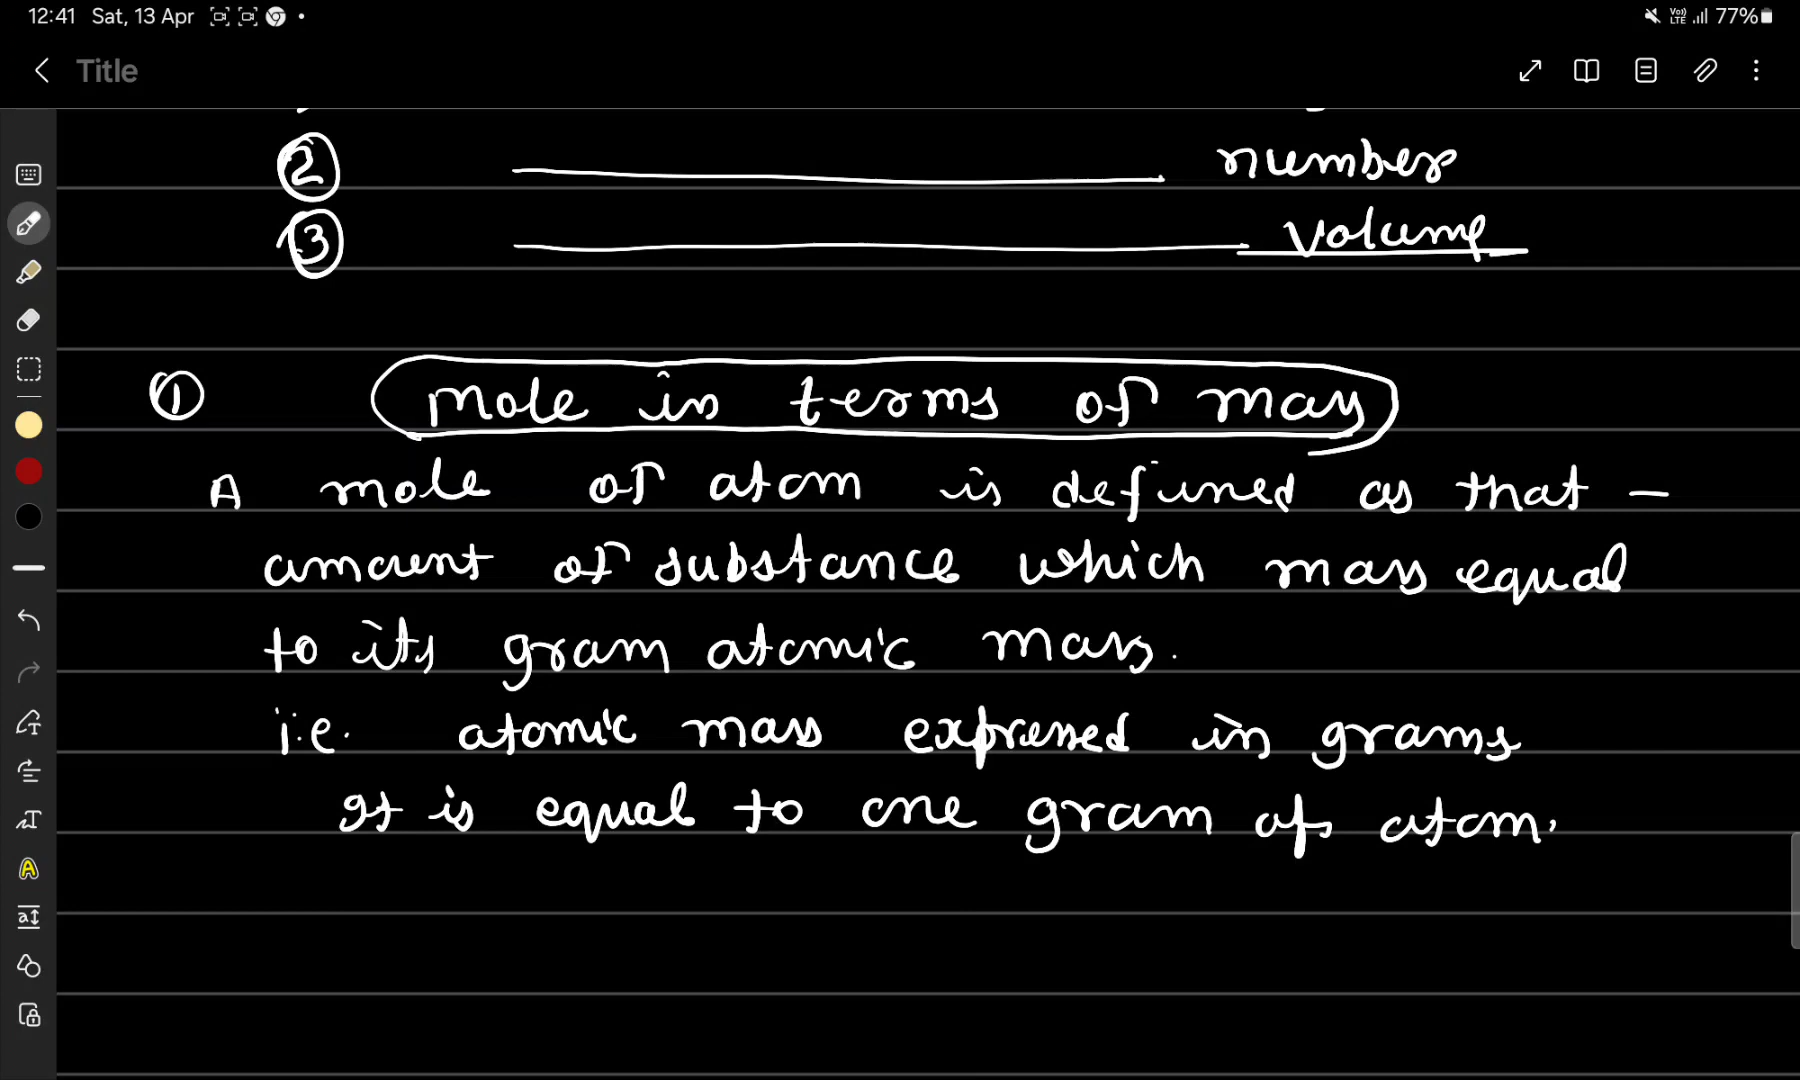 12:41 Sat, 13 Apr 77%
Title
② number
③ volume
① mole in terms of mass
A mole of atom is defined as that -
amount of substance which mass equal
to its gram atomic mass.
i.e. atomic mass expressed in grams
It is equal to one gram of atom.